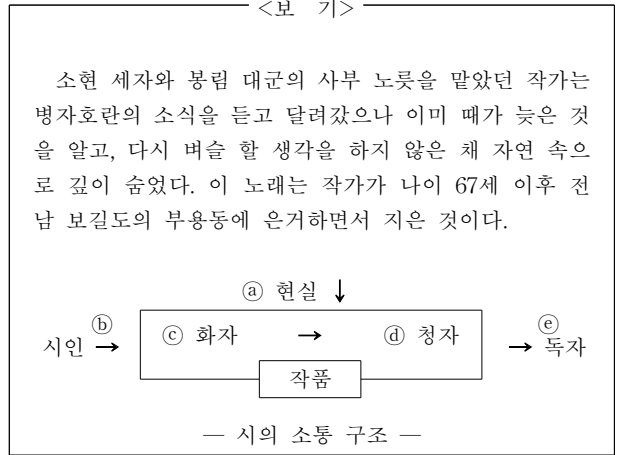 <보 기>
소현 세자와 봉림 대군의 사부 노릇을 맡았던 작가는
병자호란의 소식을 듣고 달려갔으나 이미 때가 늦은 것
을 알고, 다시 벼슬 할 생각을 하지 않은 채 자연 속으
로 깊이 숨었다. 이 노래는 작가가 나이 67세 이후 전
남 보길도의 부용동에 은거하면서 지은 것이다.
ⓐ 현실 ↓
시인 ⓑ → ⓒ 화자 → ⓓ 청자 → ⓔ 독자
작품
― 시의 소통 구조 ―